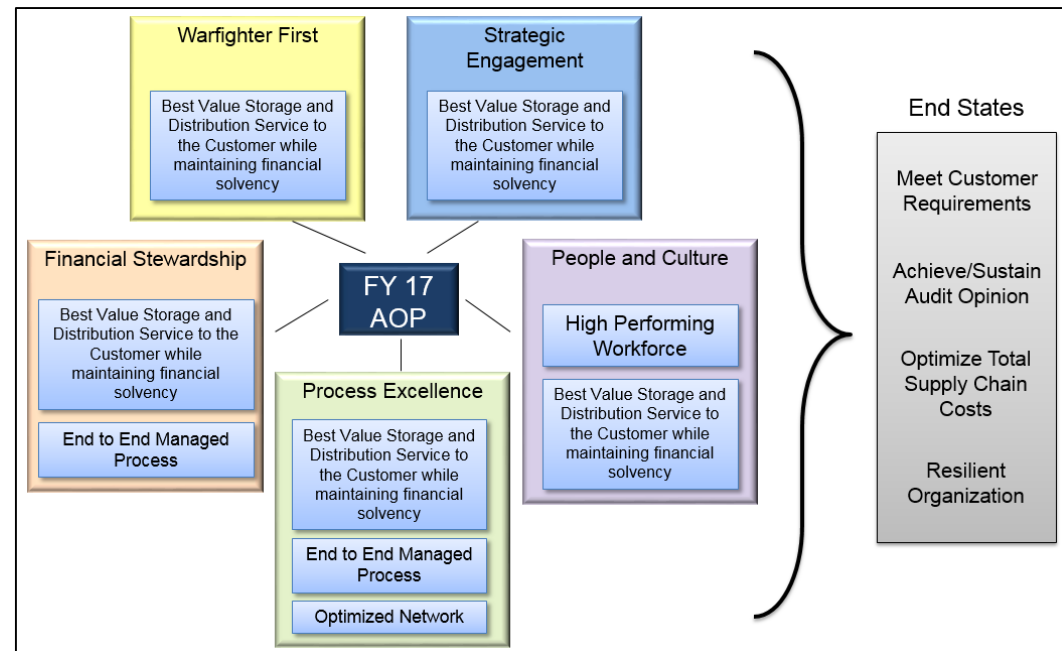 Warfighter First
Best Value Storage and
Distribution Service to
the Customer while
maintaining financial
solvency
Strategic
Engagement
Best Value Storage and
Distribution Service to
the Customer while
maintaining financial
solvency
Financial Stewardship
Best Value Storage and
Distribution Service to the
Customer while
maintaining financial
solvency
End to End Managed
Process
FY 17
AOP
People and Culture
High Performing
Workforce
Best Value Storage and
Distribution Service to
the Customer while
maintaining financial
solvency
Process Excellence
Best Value Storage and
Distribution Service to
the Customer while
maintaining financial
solvency
End to End Managed
Process
Optimized Network
End States
Meet Customer
Requirements
Achieve/Sustain
Audit Opinion
Optimize Total
Supply Chain
Costs
Resilient
Organization